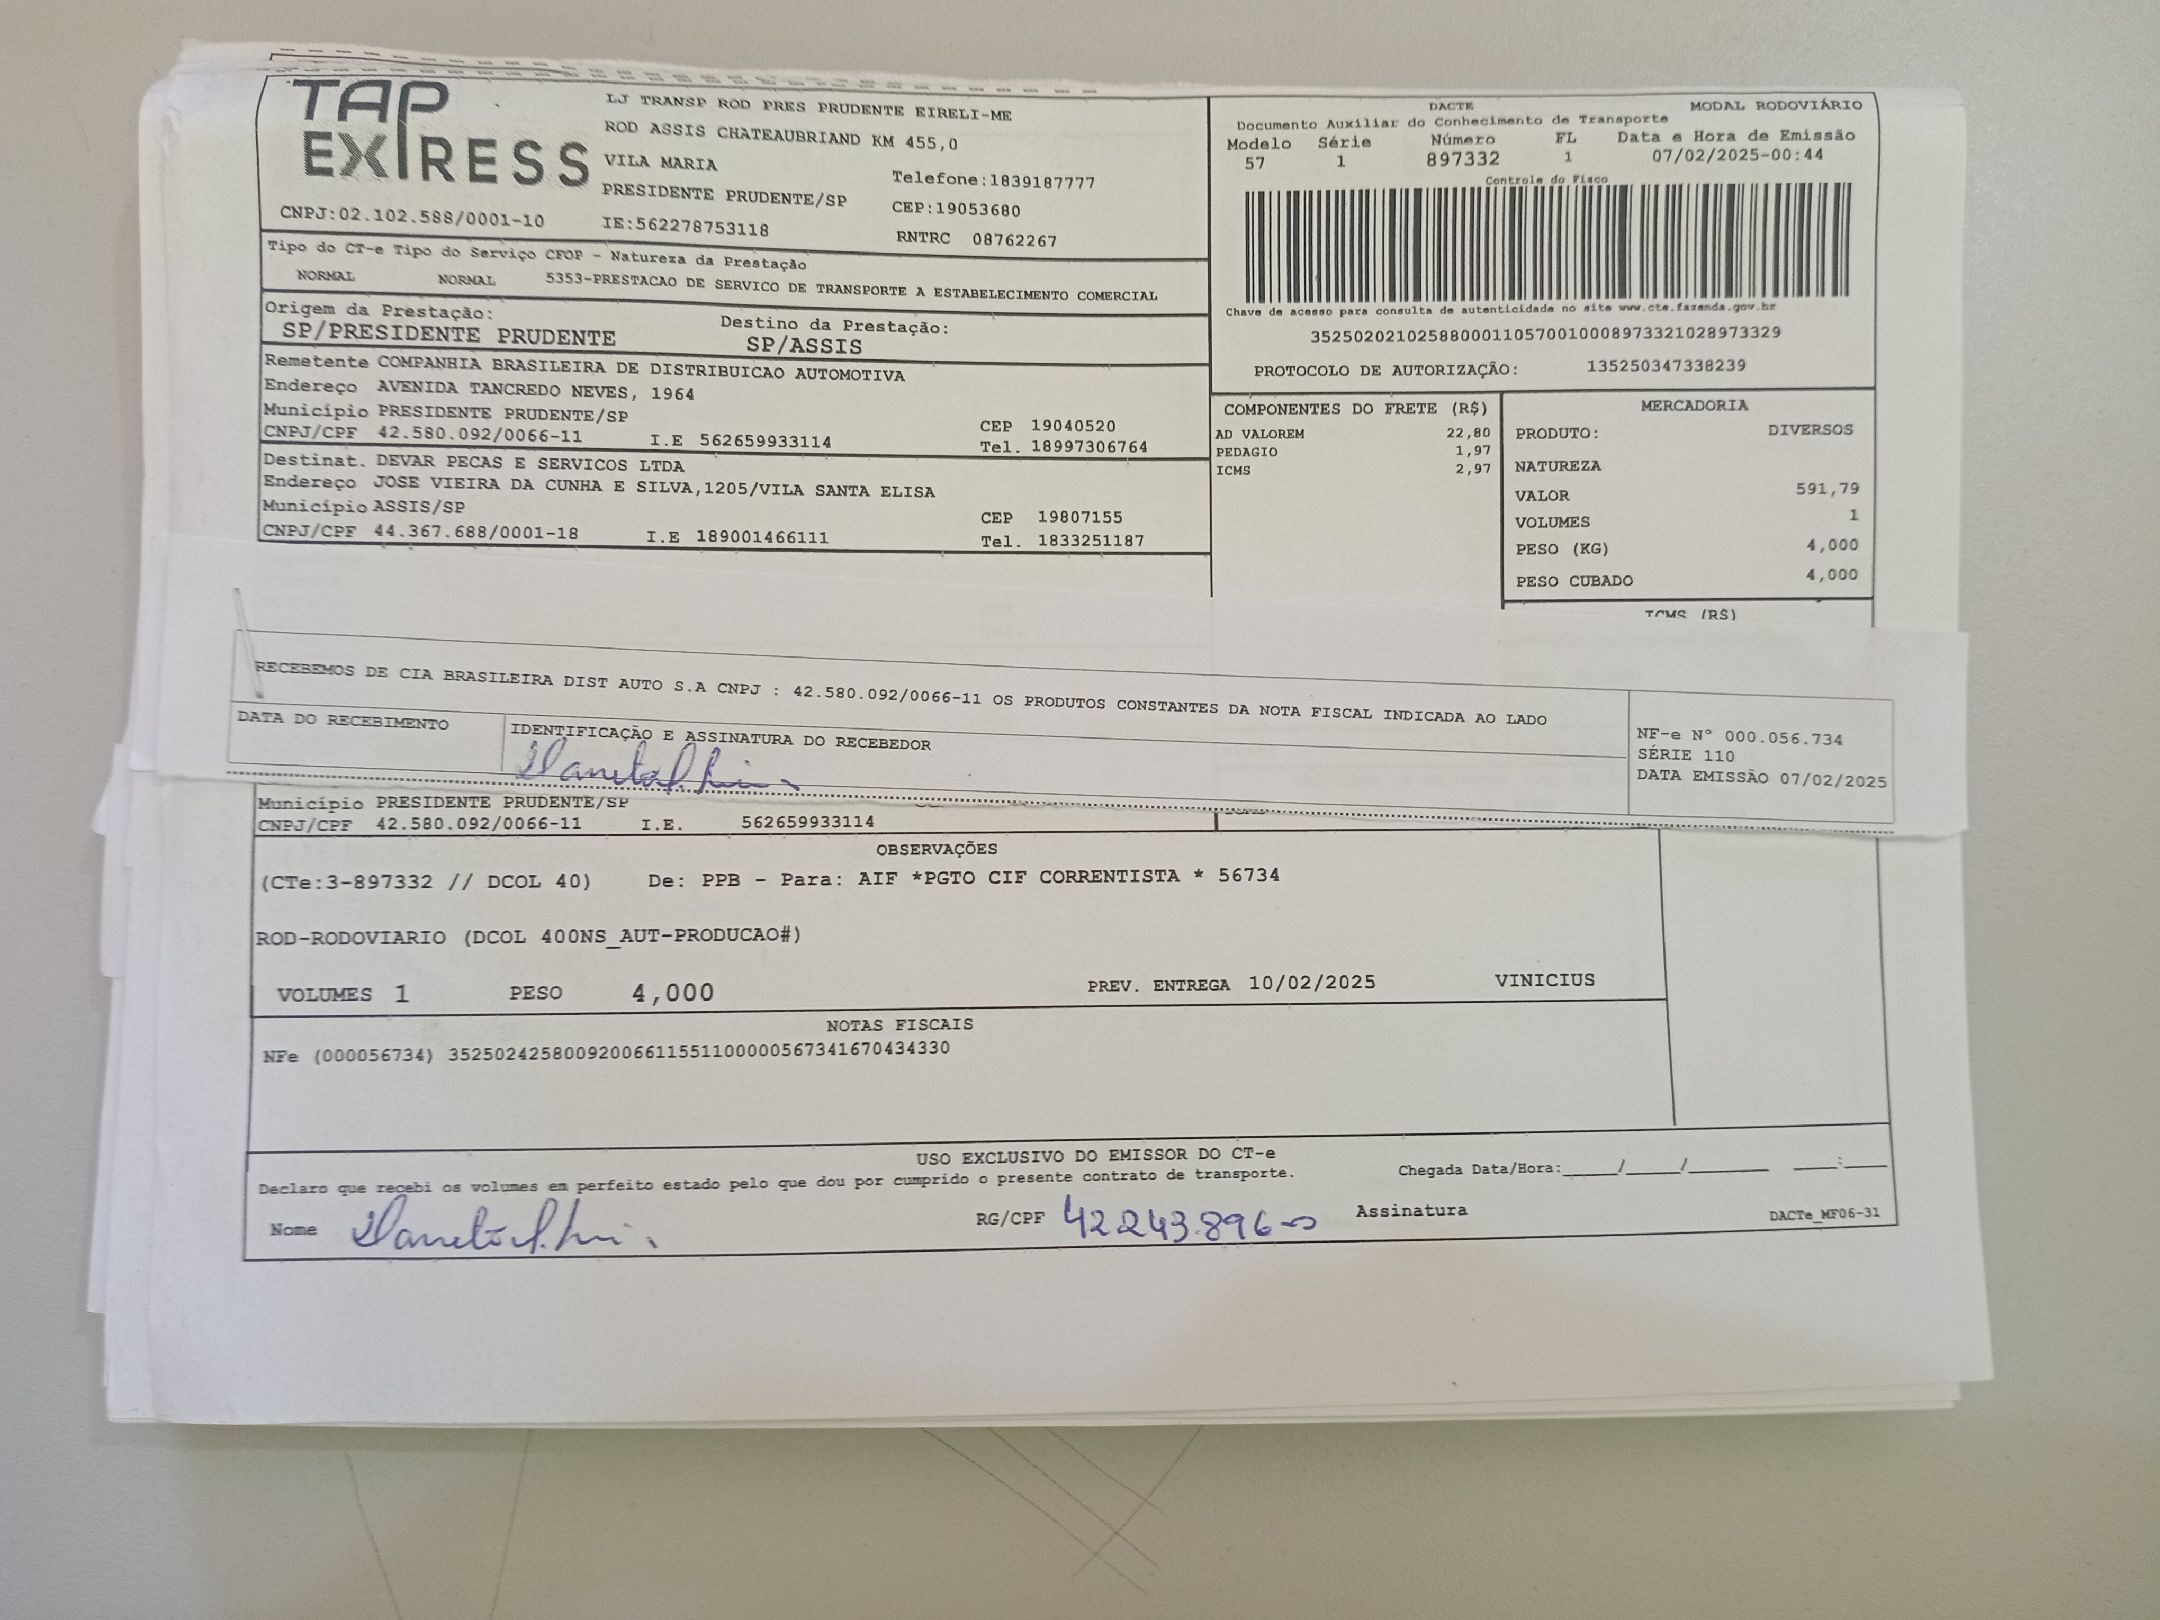 TAP
EXPRESS
LJ TRANSP ROD PRES PRUDENTE EIRELI-ME
ROD ASSIS CHATEAUBRIAND KM 455,0
VILA MARIA
Telefone:1839187777
PRESIDENTE PRUDENTE/SP
CEP:19053680
CNPJ:02.102.588/0001-10
IE:562278753118
RNTRC 08762267
DACTE
MODAL RODOVIÁRIO
Documento Auxiliar do Conhecimento de Transporte
Modelo Série Número FL Data e Hora de Emissão
57 1 897332 1 07/02/2025-00:44
Controle do Fisco
Chave de acesso para consulta de autenticidade no site www.cte.fazenda.gov.br
35250202102588000110570010008973321028973329
PROTOCOLO DE AUTORIZAÇÃO: 135250347338239
Tipo do CT-e Tipo do Serviço CFOP - Natureza da Prestação
NORMAL NORMAL 5353-PRESTACAO DE SERVICO DE TRANSPORTE A ESTABELECIMENTO COMERCIAL
Origem da Prestação: Destino da Prestação:
SP/PRESIDENTE PRUDENTE SP/ASSIS
Remetente COMPANHIA BRASILEIRA DE DISTRIBUICAO AUTOMOTIVA
Endereço AVENIDA TANCREDO NEVES, 1964
Município PRESIDENTE PRUDENTE/SP CEP 19040520
CNPJ/CPF 42.580.092/0066-11 I.E 562659933114 Tel. 18997306764
Destinat. DEVAR PECAS E SERVICOS LTDA
Endereço JOSE VIEIRA DA CUNHA E SILVA,1205/VILA SANTA ELISA
Município ASSIS/SP CEP 19807155
CNPJ/CPF 44.367.688/0001-18 I.E 189001466111 Tel. 1833251187
COMPONENTES DO FRETE (R$)
AD VALOREM 22,80
PEDAGIO 1,97
ICMS 2,97
MERCADORIA
PRODUTO: DIVERSOS
NATUREZA
VALOR 591,79
VOLUMES 1
PESO (KG) 4,000
PESO CUBADO 4,000
ICMS (R$)
RECEBEMOS DE CIA BRASILEIRA DIST AUTO S.A CNPJ : 42.580.092/0066-11 OS PRODUTOS CONSTANTES DA NOTA FISCAL INDICADA AO LADO
DATA DO RECEBIMENTO
IDENTIFICAÇÃO E ASSINATURA DO RECEBEDOR
NF-e N° 000.056.734
SÉRIE 110
DATA EMISSÃO 07/02/2025
Município PRESIDENTE PRUDENTE/SP
CNPJ/CPF 42.580.092/0066-11 I.E. 562659933114
OBSERVAÇÕES
(CTe:3-897332 // DCOL 40) De: PPB - Para: AIF *PGTO CIF CORRENTISTA * 56734
ROD-RODOVIARIO (DCOL 400NS_AUT-PRODUCAO#)
VOLUMES 1 PESO 4,000 PREV. ENTREGA 10/02/2025 VINICIUS
NOTAS FISCAIS
NFe (000056734) 35250242580092006611551100000567341670434330
USO EXCLUSIVO DO EMISSOR DO CT-e
Declaro que recebi os volumes em perfeito estado pelo que dou por cumprido o presente contrato de transporte.
Chegada Data/Hora:____/____/______ ___:___
Nome
RG/CPF 42243.896
Assinatura
DACTe_MF06-31